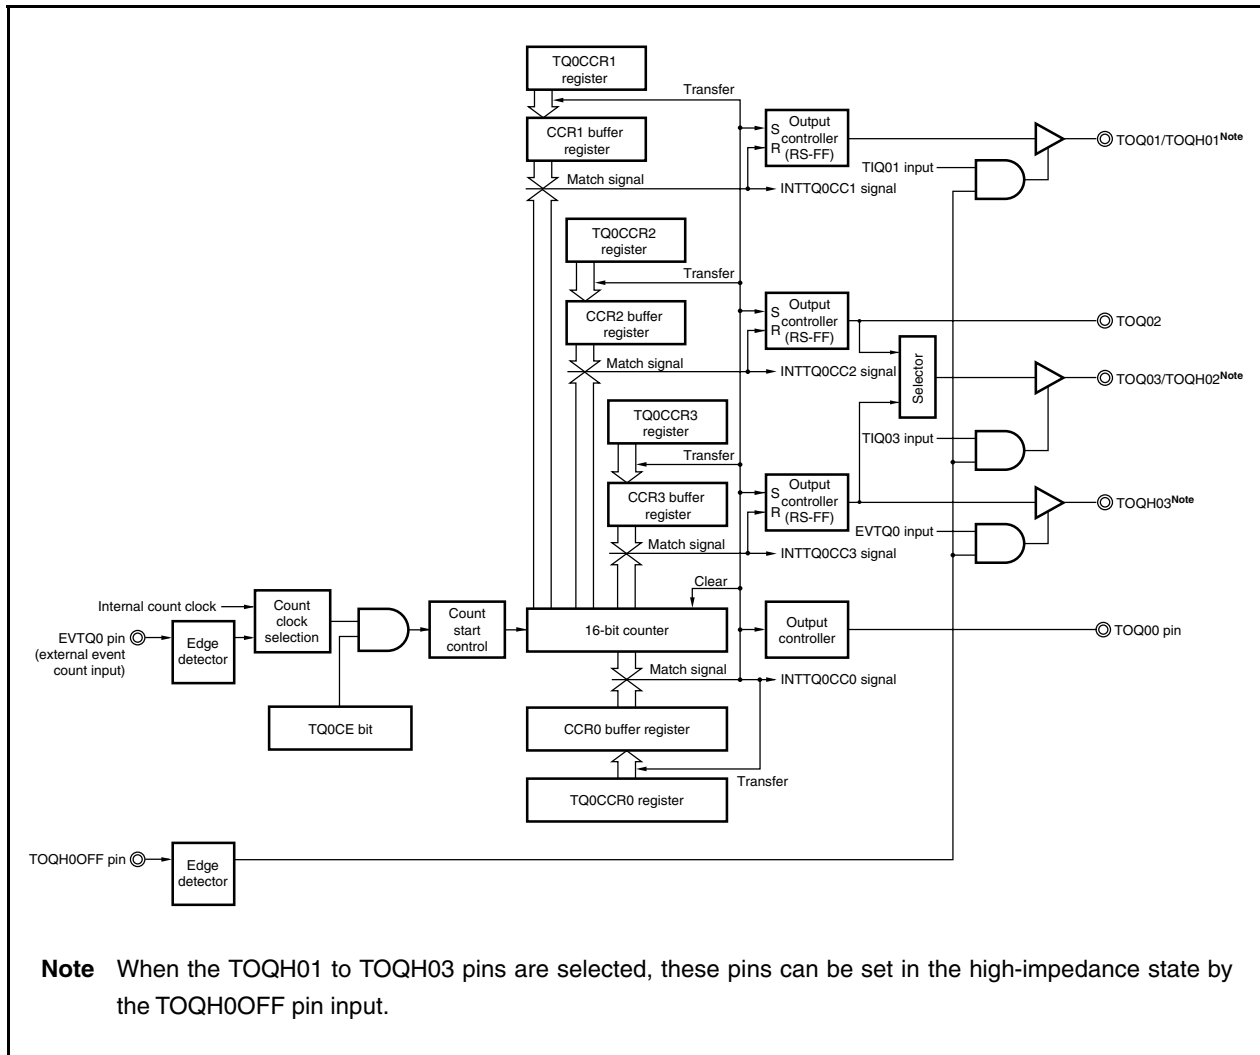 TQ0CCR1
register
Transfer
CCR1 buffer
register
S
R
Output
controller
(RS-FF)
TOQ01/TOQH01Note
TIQ01 input
Match signal
INTTQ0CC1 signal
TQ0CCR2
register
Transfer
CCR2 buffer
register
S
R
Output
controller
(RS-FF)
TOQ02
Match signal
INTTQ0CC2 signal
Selector
TOQ03/TOQH02Note
TQ0CCR3
register
TIQ03 input
Transfer
CCR3 buffer
register
S
R
Output
controller
(RS-FF)
TOQH03Note
EVTQ0 input
Match signal
INTTQ0CC3 signal
Clear
Internal count clock
Count
clock
selection
EVTQ0 pin
(external event
count input)
Edge
detector
Count
start
control
16-bit counter
Output
controller
TOQ00 pin
Match signal
INTTQ0CC0 signal
TQ0CE bit
CCR0 buffer register
Transfer
TQ0CCR0 register
TOQH0OFF pin
Edge
detector
Note When the TOQH01 to TOQH03 pins are selected, these pins can be set in the high-impedance state by
the TOQH0OFF pin input.